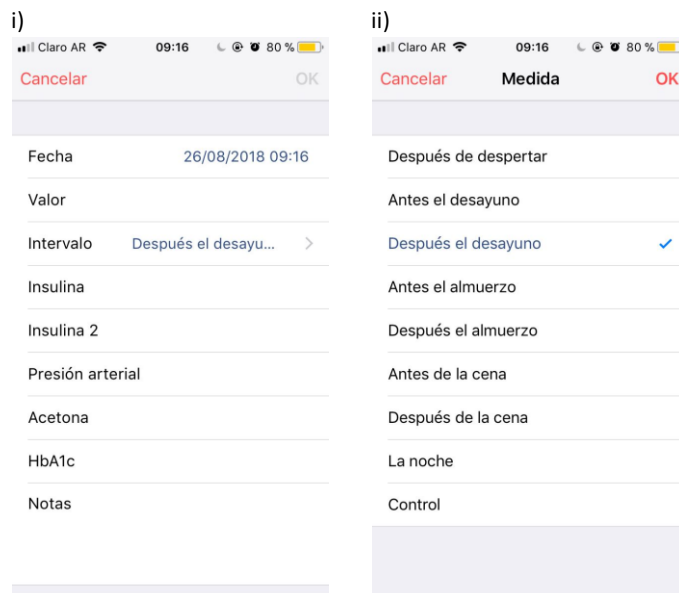 i)
Claro AR 09:16 80 %
Cancelar OK
Fecha 26/08/2018 09:16
Valor
Intervalo Después el desayu...
Insulina
Insulina 2
Presión arterial
Acetona
HbA1c
Notas
ii)
Claro AR 09:16 80 %
Cancelar Medida OK
Después de despertar
Antes el desayuno
Después el desayuno
Antes el almuerzo
Después el almuerzo
Antes de la cena
Después de la cena
La noche
Control